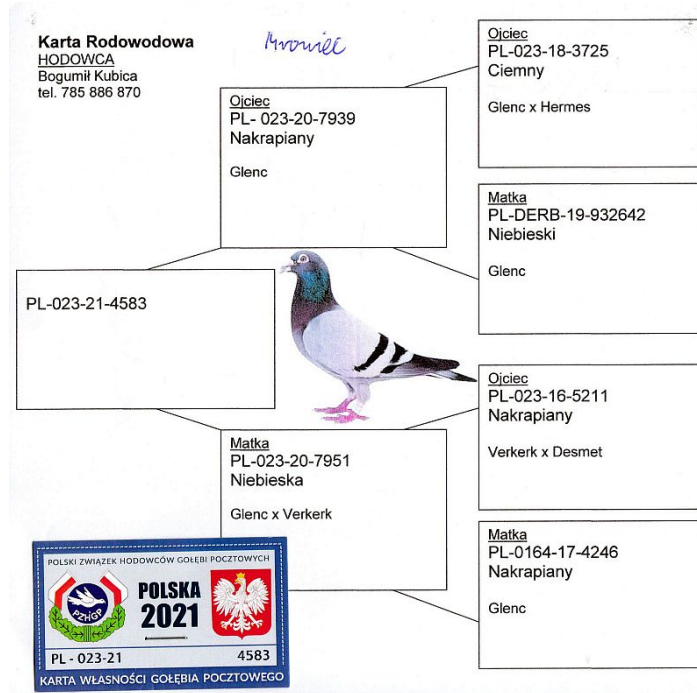 Karta Rodowodowa
HODOWCA
Bogumił Kubica
tel. 785 886 870
Mrowiec
Ojciec
PL- 023-20-7939
Nakrapiany
Glenc
Ojciec
PL-023-18-3725
Ciemny
Glenc x Hermes
Matka
PL-DERB-19-932642
Niebieski
Glenc
PL-023-21-4583
Matka
PL-023-20-7951
Niebieska
Glenc x Verkerk
Ojciec
PL-023-16-5211
Nakrapiany
Verkerk x Desmet
Matka
PL-0164-17-4246
Nakrapiany
Glenc
POLSKI ZWIĄZEK HODOWCÓW GOŁĘBI POCZTOWYCH
PZHGP
POLSKA
2021
PL - 023-21 4583
KARTA WŁASNOŚCI GOŁĘBIA POCZTOWEGO